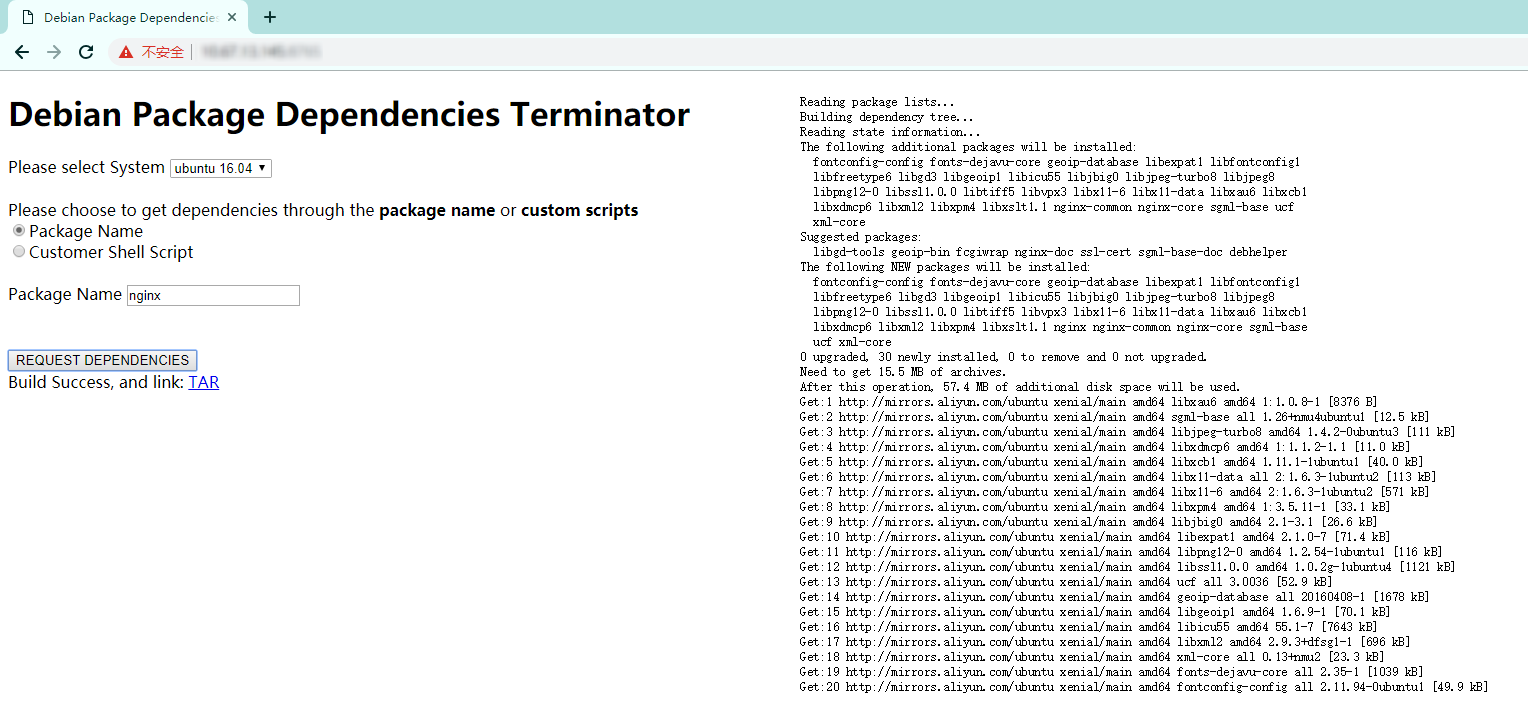 Debian Package Dependencie
不安全
Debian Package Dependencies Terminator
Please select System ubuntu 16.04
Please choose to get dependencies through the package name or custom scripts
Package Name
Customer Shell Script
Package Name nginx
REQUEST DEPENDENCIES
Build Success, and link: TAR
Reading package lists...
Building dependency tree...
Reading state information...
The following additional packages will be installed:
fontconfig-config fonts-dejavu-core geoip-database libexpat1 libfontconfig1
libfreetype6 libgd3 libgeoip1 libicu55 libjbig0 libjpeg-turbo8 libjpeg8
libpng12-0 libssl1.0.0 libtiff5 libvpx3 libx11-6 libx11-data libxau6 libxcb1
libxdmcp6 libxml2 libxpm4 libxslt1.1 nginx-common nginx-core sgml-base ucf
xml-core
Suggested packages:
libgd-tools geoip-bin fcgiwrap nginx-doc ssl-cert sgml-base-doc debhelper
The following NEW packages will be installed:
fontconfig-config fonts-dejavu-core geoip-database libexpat1 libfontconfig1
libfreetype6 libgd3 libgeoip1 libicu55 libjbig0 libjpeg-turbo8 libjpeg8
libpng12-0 libssl1.0.0 libtiff5 libvpx3 libx11-6 libx11-data libxau6 libxcb1
libxdmcp6 libxml2 libxpm4 libxslt1.1 nginx nginx-common nginx-core sgml-base
ucf xml-core
0 upgraded, 30 newly installed, 0 to remove and 0 not upgraded.
Need to get 15.5 MB of archives.
After this operation, 57.4 MB of additional disk space will be used.
Get:1 http://mirrors.aliyun.com/ubuntu xenial/main amd64 libxau6 amd64 1:1.0.8-1 [8376 B]
Get:2 http://mirrors.aliyun.com/ubuntu xenial/main amd64 sgml-base all 1.26+nmu4ubuntu1 [12.5 kB]
Get:3 http://mirrors.aliyun.com/ubuntu xenial/main amd64 libjpeg-turbo8 amd64 1.4.2-0ubuntu3 [111 kB]
Get:4 http://mirrors.aliyun.com/ubuntu xenial/main amd64 libxdmcp6 amd64 1:1.1.2-1.1 [11.0 kB]
Get:5 http://mirrors.aliyun.com/ubuntu xenial/main amd64 libxcb1 amd64 1.11.1-1ubuntu1 [40.0 kB]
Get:6 http://mirrors.aliyun.com/ubuntu xenial/main amd64 libx11-data all 2:1.6.3-1ubuntu2 [113 kB]
Get:7 http://mirrors.aliyun.com/ubuntu xenial/main amd64 libx11-6 amd64 2:1.6.3-1ubuntu2 [571 kB]
Get:8 http://mirrors.aliyun.com/ubuntu xenial/main amd64 libxpm4 amd64 1:3.5.11-1 [33.1 kB]
Get:9 http://mirrors.aliyun.com/ubuntu xenial/main amd64 libjbig0 amd64 2.1-3.1 [26.6 kB]
Get:10 http://mirrors.aliyun.com/ubuntu xenial/main amd64 libexpat1 amd64 2.1.0-7 [71.4 kB]
Get:11 http://mirrors.aliyun.com/ubuntu xenial/main amd64 libpng12-0 amd64 1.2.54-1ubuntu1 [116 kB]
Get:12 http://mirrors.aliyun.com/ubuntu xenial/main amd64 libssl1.0.0 amd64 1.0.2g-1ubuntu4 [1121 kB]
Get:13 http://mirrors.aliyun.com/ubuntu xenial/main amd64 ucf all 3.0036 [52.9 kB]
Get:14 http://mirrors.aliyun.com/ubuntu xenial/main amd64 geoip-database all 20160408-1 [1678 kB]
Get:15 http://mirrors.aliyun.com/ubuntu xenial/main amd64 libgeoip1 amd64 1.6.9-1 [70.1 kB]
Get:16 http://mirrors.aliyun.com/ubuntu xenial/main amd64 libicu55 amd64 55.1-7 [7643 kB]
Get:17 http://mirrors.aliyun.com/ubuntu xenial/main amd64 libxml2 amd64 2.9.3+dfsg1-1 [696 kB]
Get:18 http://mirrors.aliyun.com/ubuntu xenial/main amd64 xml-core all 0.13+nmu2 [23.3 kB]
Get:19 http://mirrors.aliyun.com/ubuntu xenial/main amd64 fonts-dejavu-core all 2.35-1 [1039 kB]
Get:20 http://mirrors.aliyun.com/ubuntu xenial/main amd64 fontconfig-config all 2.11.94-0ubuntu1 [49.9 kB]